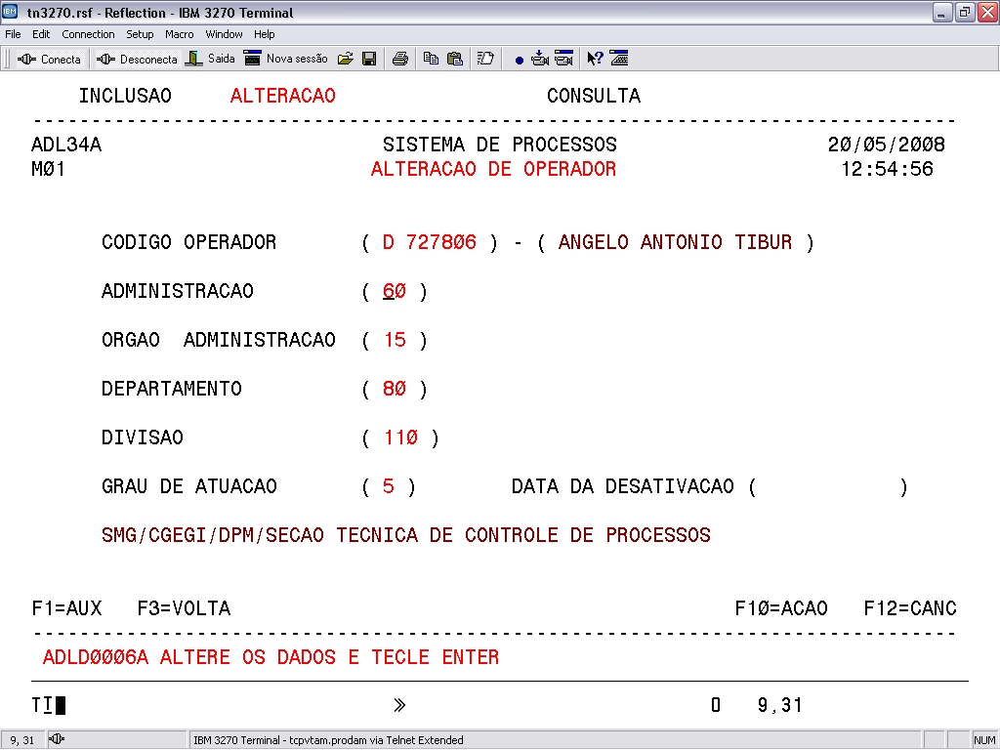 IBM tn3270.rsf - Reflection - IBM 3270 Terminal
File Edit Connection Setup Macro Window Help
Conecta Desconecta Saida Nova sessão
INCLUSAO ALTERACAO CONSULTA
-------------------------------------------------------------------------------
ADL34A SISTEMA DE PROCESSOS 20/05/2008
M01 ALTERACAO DE OPERADOR 12:54:56
CODIGO OPERADOR ( D 727806 ) - ( ANGELO ANTONIO TIBUR )
ADMINISTRACAO ( 60 )
ORGAO ADMINISTRACAO ( 15 )
DEPARTAMENTO ( 80 )
DIVISAO ( 110 )
GRAU DE ATUACAO ( 5 ) DATA DA DESATIVACAO ( )
SMG/CGEGI/DPM/SECAO TECNICA DE CONTROLE DE PROCESSOS
F1=AUX F3=VOLTA F10=ACAO F12=CANC
-------------------------------------------------------------------------------
ADLD0006A ALTERE OS DADOS E TECLE ENTER
TI » O 9,31
9, 31 IBM 3270 Terminal - tcpvtam.prodam via Telnet Extended NUM